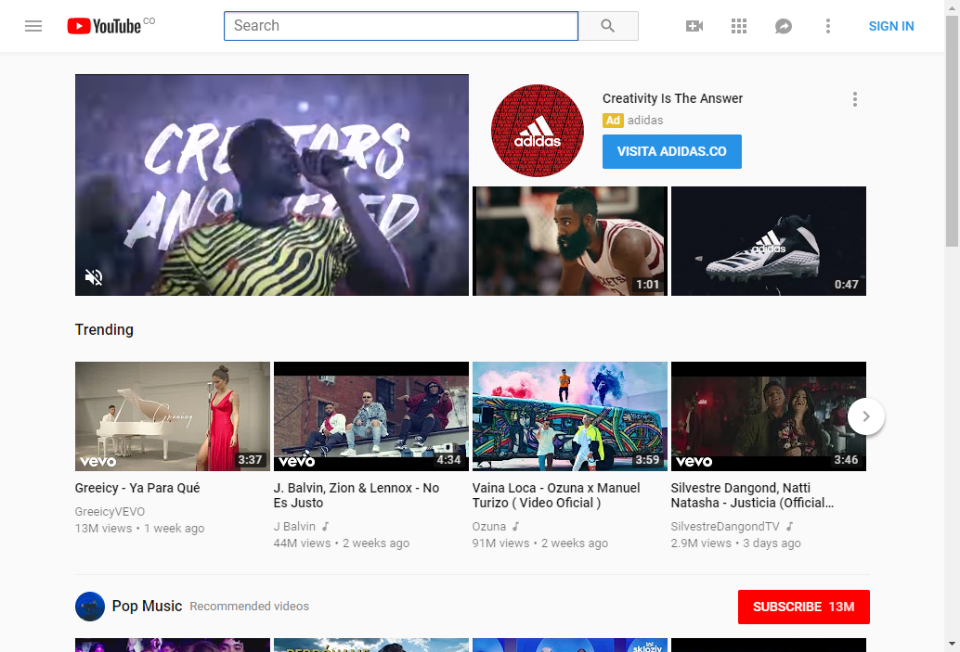 YouTube CO
Search
SIGN IN
CREATORS
ANSWERED
adidas
Creativity Is The Answer
Ad adidas
VISITA ADIDAS.CO
1:01
adidas
0:47
Trending
Greeicy
vevo
3:37
vevo
4:34
3:59
vevo
3:46
Greeicy - Ya Para Qué
GreeicyVEVO
13M views • 1 week ago
J. Balvin, Zion & Lennox - No
Es Justo
J Balvin
44M views • 2 weeks ago
Vaina Loca - Ozuna x Manuel
Turizo ( Video Oficial )
Ozuna
91M views • 2 weeks ago
Silvestre Dangond, Natti
Natasha - Justicia (Official...
SilvestreDangondTV
2.9M views • 3 days ago
Pop Music Recommended videos
SUBSCRIBE 13M